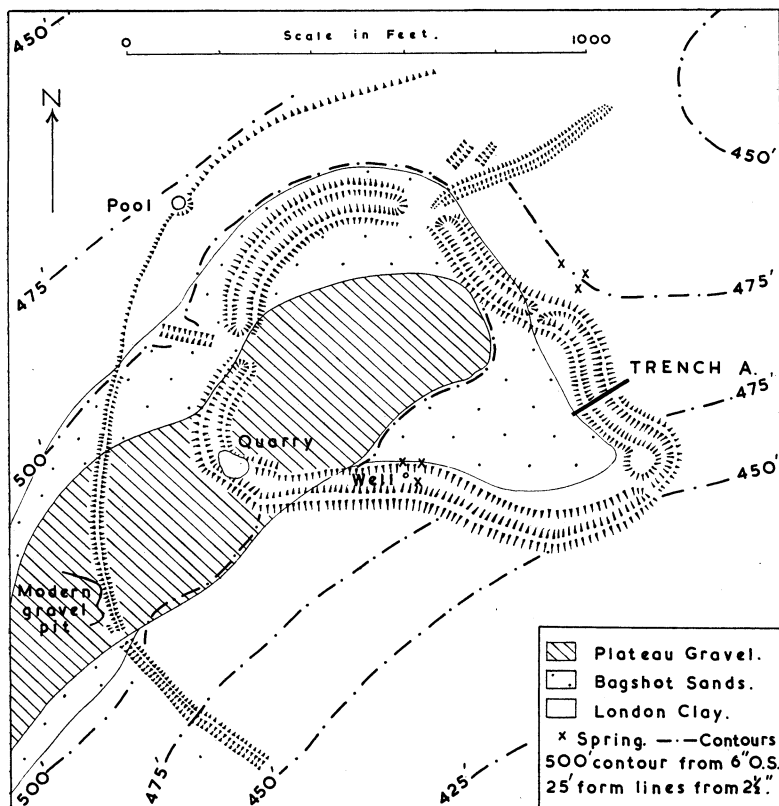 450'
Scale in Feet.
0
1000
N
450'
Pool
475'
475'
TRENCH A.
475'
Quarry
500'
Well
450'
Modern
gravel
pit
Plateau Gravel.
Bagshot Sands.
London Clay.
x Spring. —·—Contours
500' contour from 6" O.S.
25' form lines from 2½"
500'
475'
450'
425'